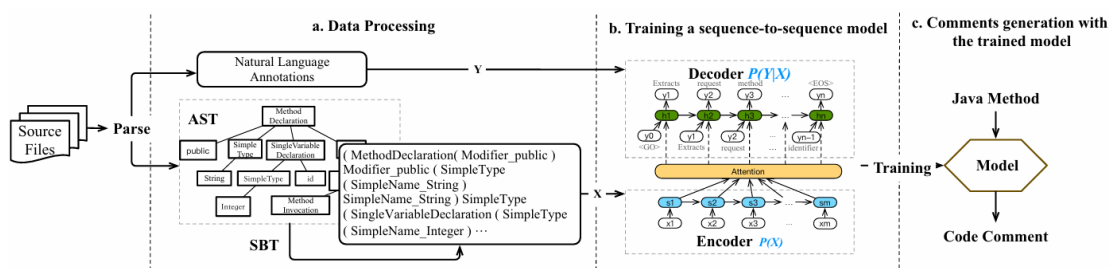 a. Data Processing
b. Training a sequence-to-sequence model
c. Comments generation with
the trained model
Source
Files
Parse
Natural Language
Annotations
Y
AST
Method
Declaration
public
Simple
Type
SingleVariable
Declaration
String
SimpleType
id
Integer
Method
Invocation
( MethodDeclaration( Modifier_public )
Modifier_public ( SimpleType
( SimpleName_String )
SimpleName_String ) SimpleType
( SingleVariableDeclaration ( SimpleType
( SimpleName_Integer ) ···
SBT
X
Decoder P(Y|X)
Extracts request method <EOS>
y1 y2 y3 ... yn
h1 h2 h3 ... hn
y0 y1 y2 ... yn-1
<GO> Extracts request identifier
Attention
s1 s2 s3 ... sm
x1 x2 x3 ... xm
Encoder P(X)
Training
Java Method
Model
Code Comment